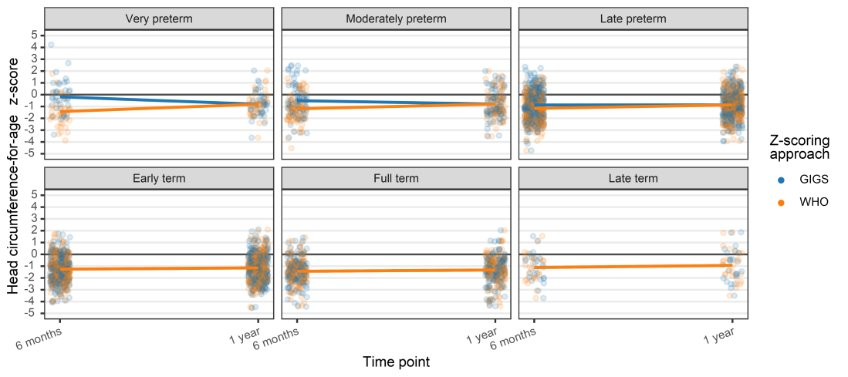 Very preterm
Moderately preterm
Late preterm
5
4
3
2
1
0
-1
-2
-3
-4
-5
Early term
Full term
Late term
5
4
3
2
1
0
-1
-2
-3
-4
-5
Head circumference-for-age z-score
6 months
1 year
6 months
1 year
6 months
1 year
Time point
Z-scoring
approach
GIGS
WHO